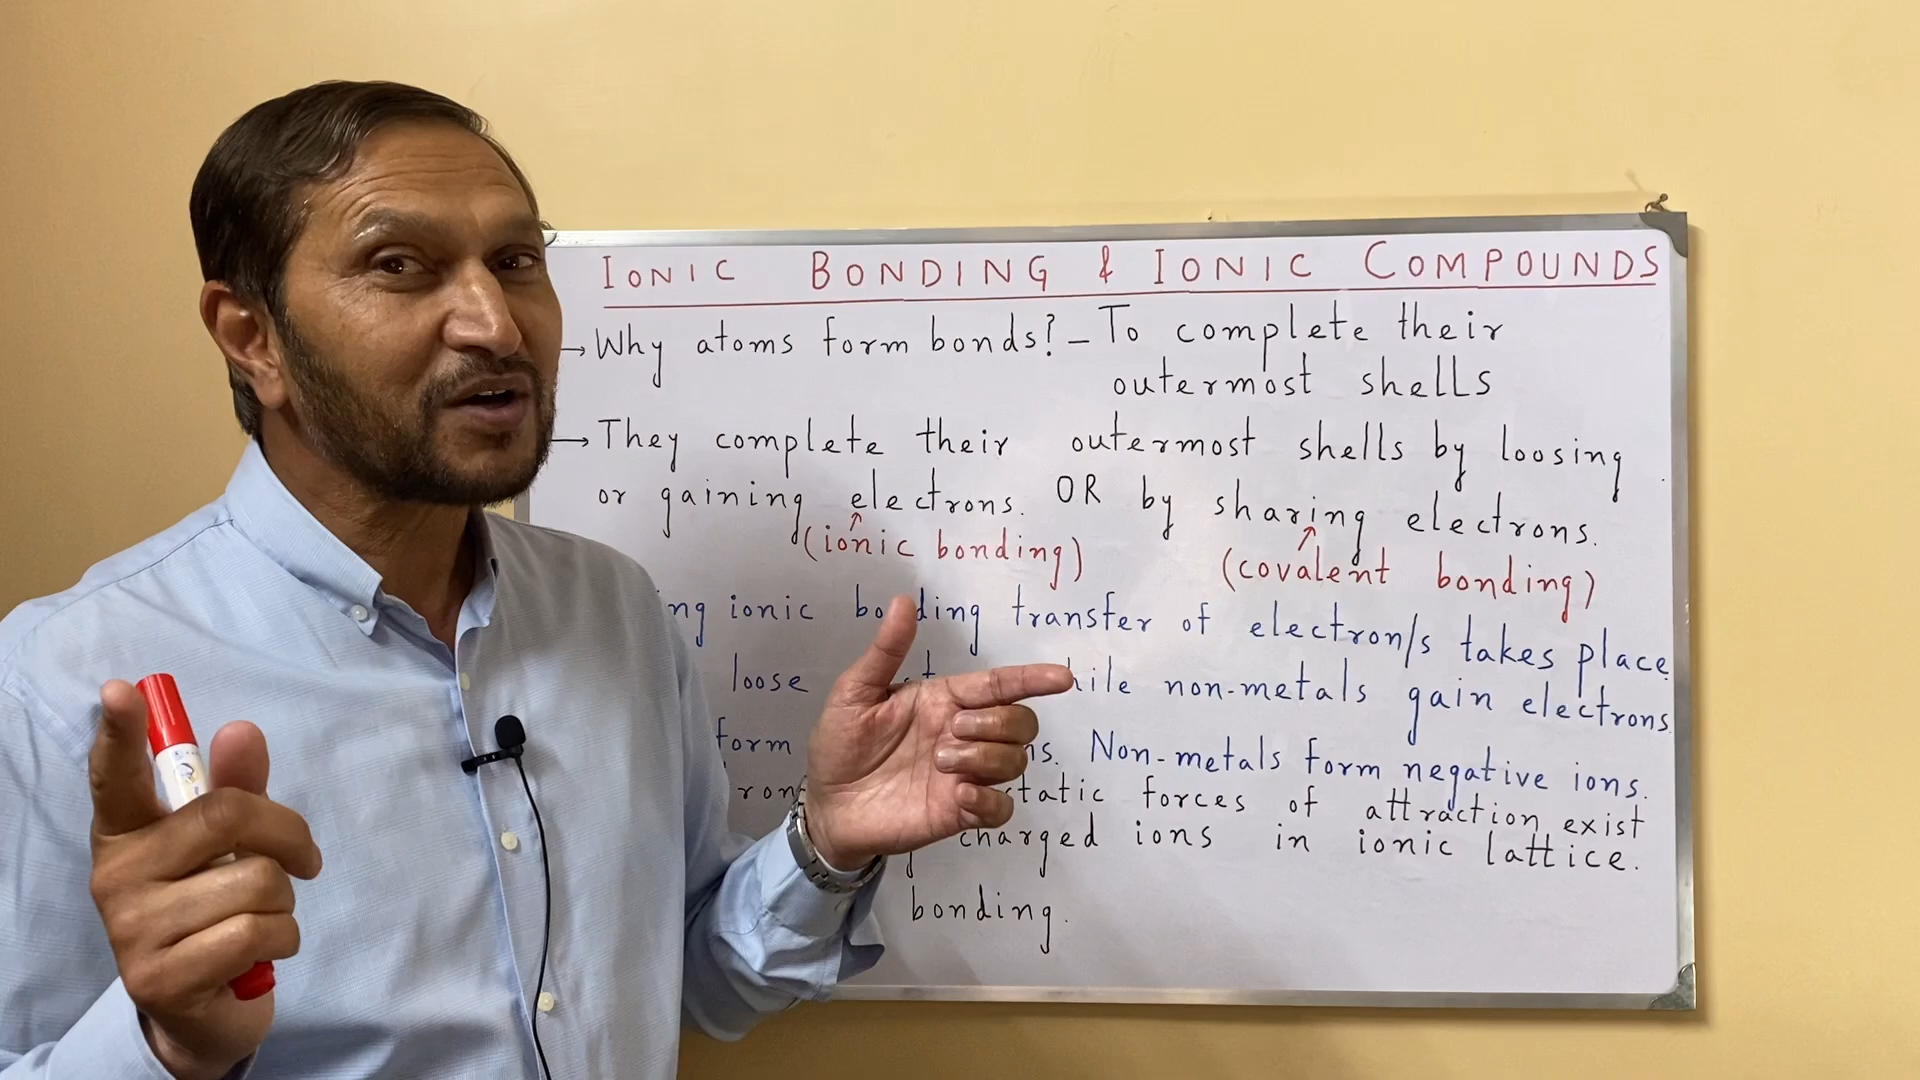 IONIC BONDING & IONIC COMPOUNDS
→ Why atoms form bonds? – To complete their
outermost shells
→ They complete their outermost shells by loosing
or gaining electrons. OR by sharing electrons.
(ionic bonding) (covalent bonding)
ionic bonding transfer of electron/s takes place
loose while non-metals gain electrons
form Non-metals form negative ions.
static forces of attraction exist
charged ions in ionic lattice.
bonding.